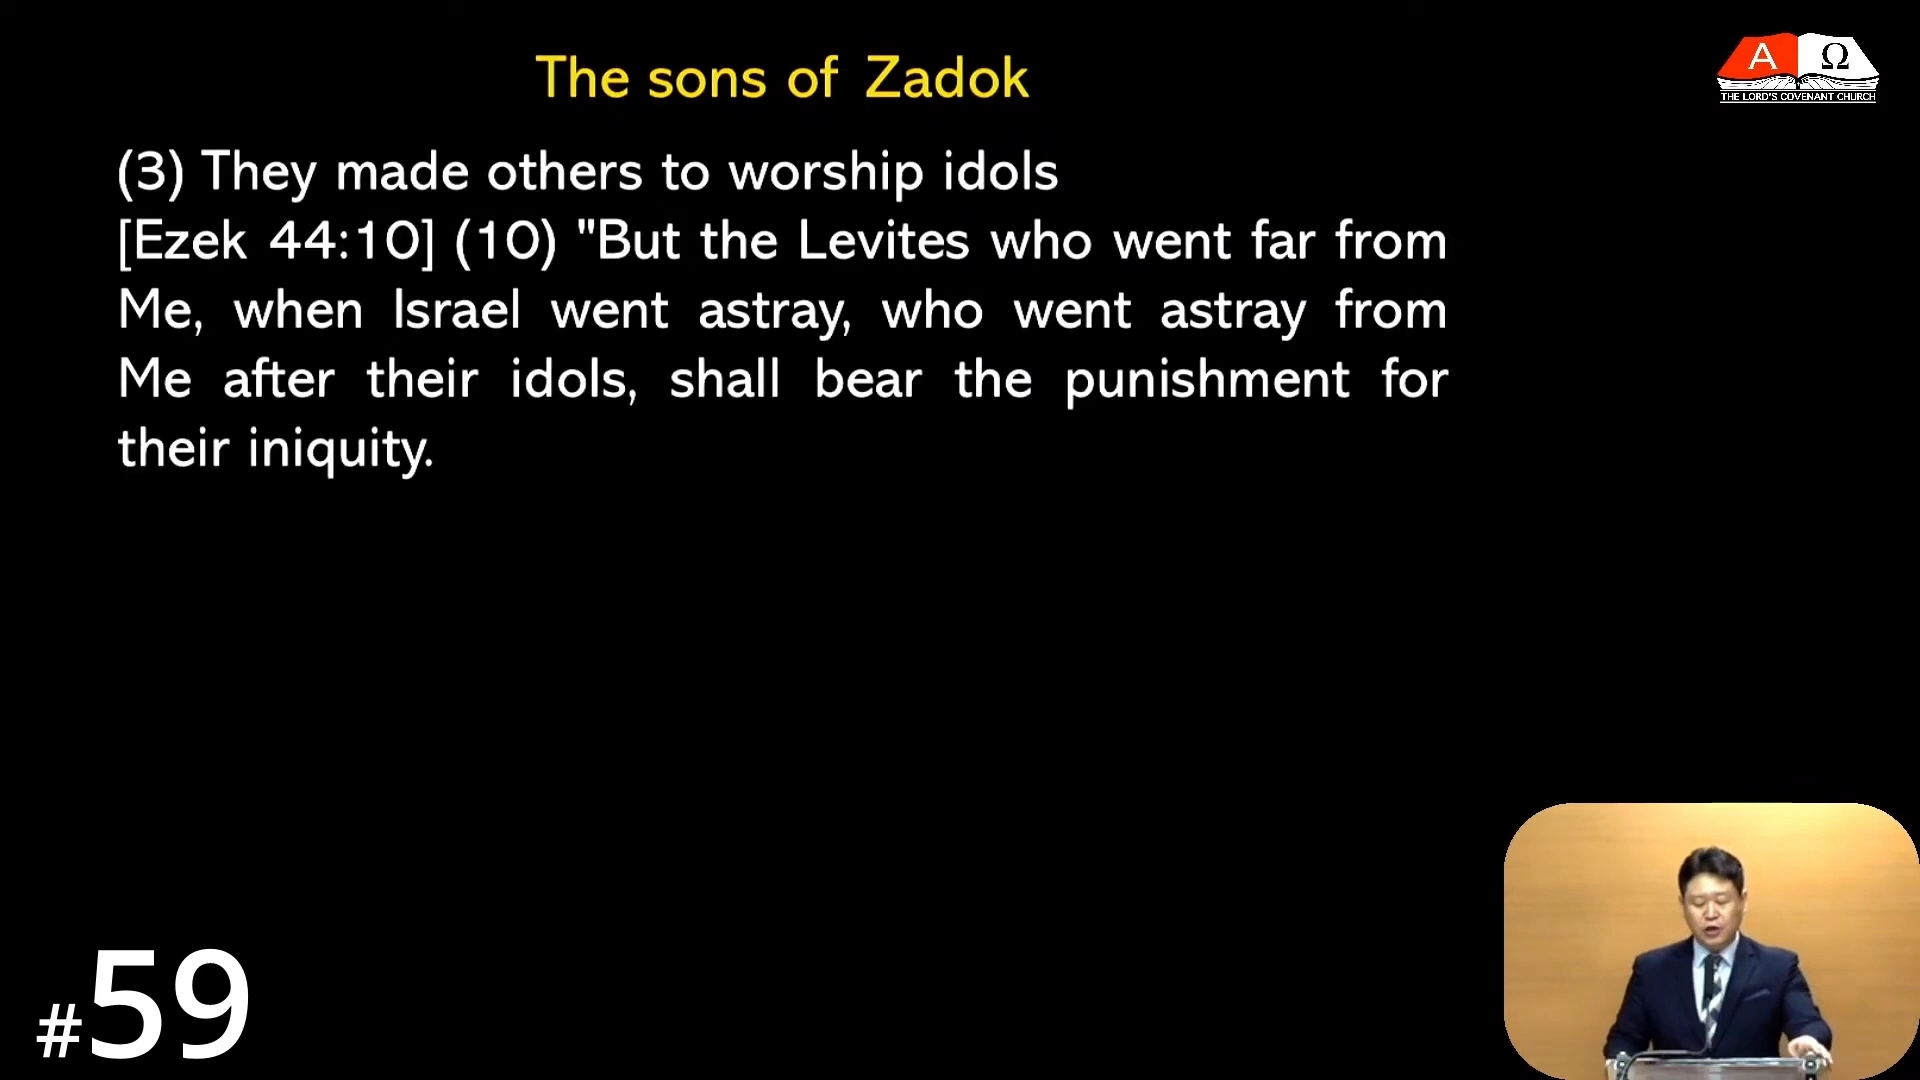 The sons of Zadok
A Ω
THE LORD'S COVENANT CHURCH
(3) They made others to worship idols
[Ezek 44:10] (10) "But the Levites who went far from
Me, when Israel went astray, who went astray from
Me after their idols, shall bear the punishment for
their iniquity.
#59